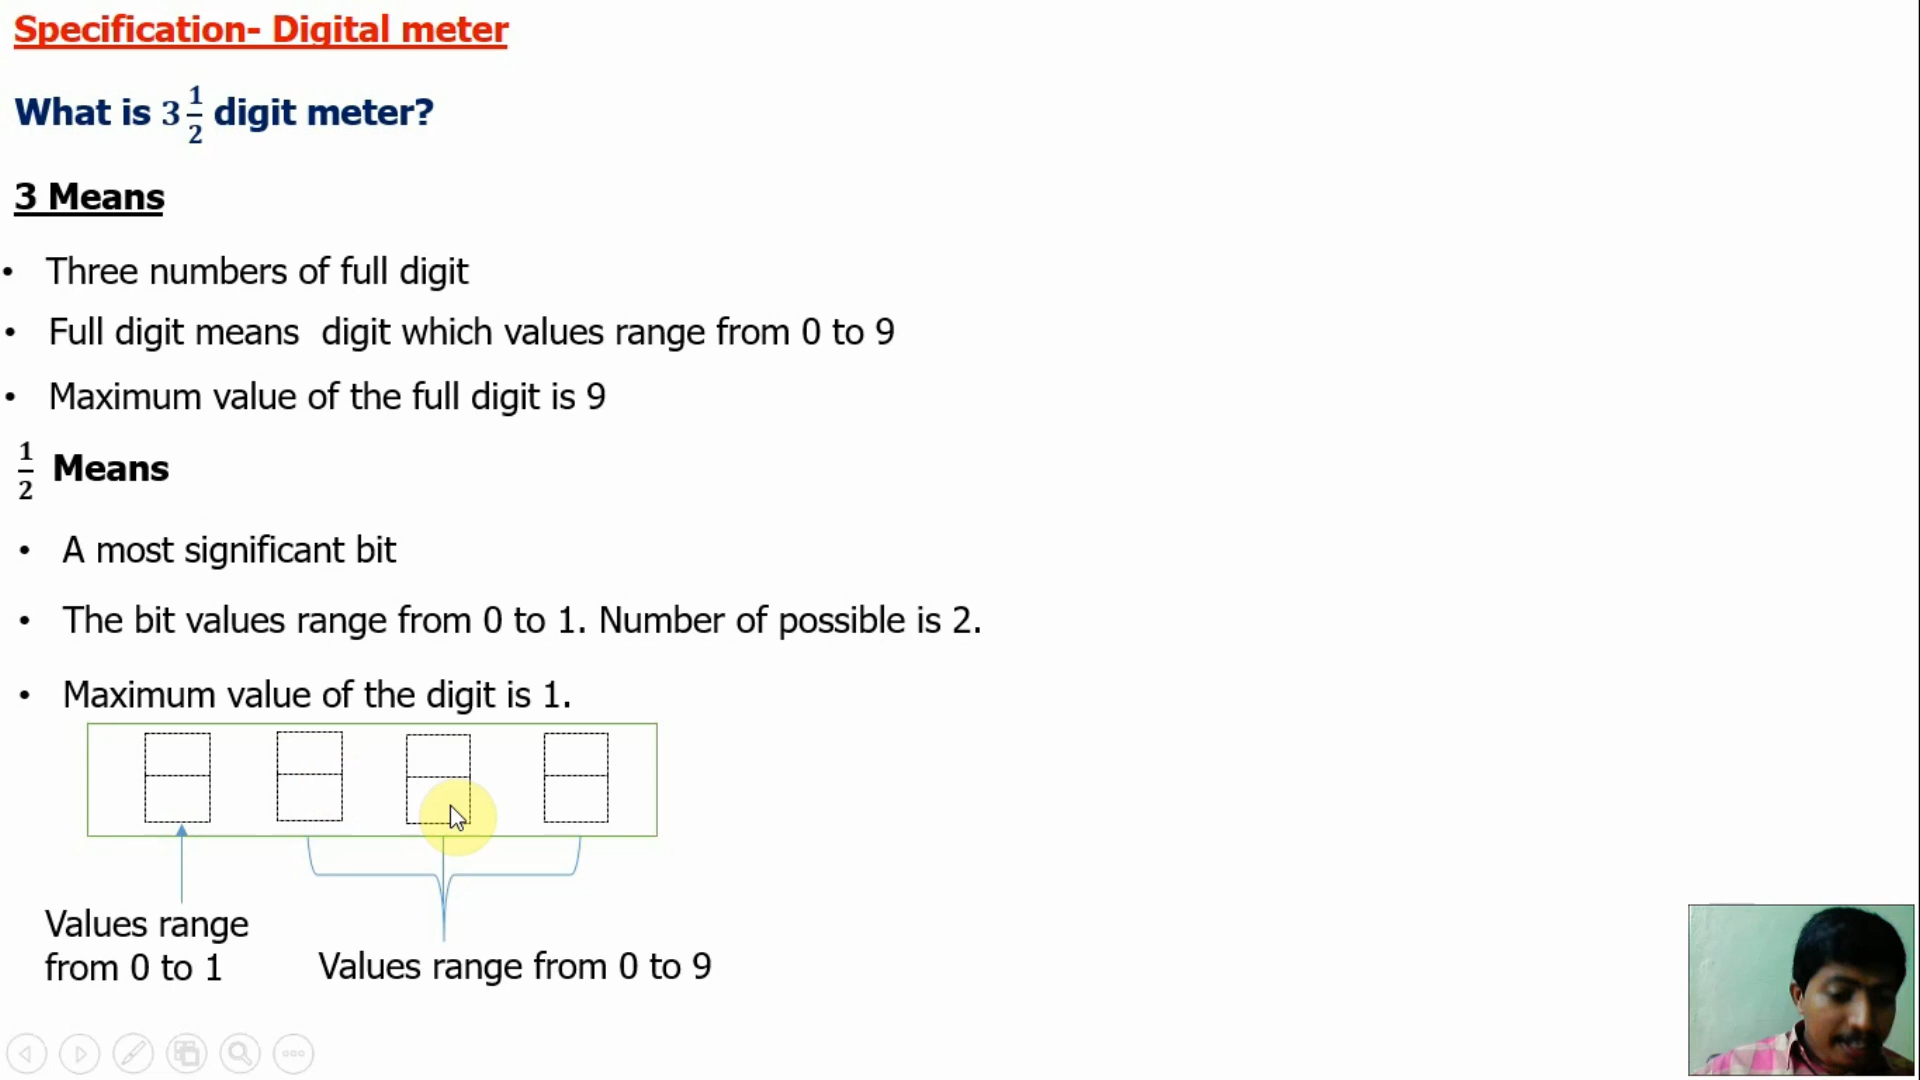 Specification- Digital meter
What is 3 1/2 digit meter?
3 Means
• Three numbers of full digit
• Full digit means digit which values range from 0 to 9
• Maximum value of the full digit is 9
1/2 Means
• A most significant bit
• The bit values range from 0 to 1. Number of possible is 2.
• Maximum value of the digit is 1.
Values range
from 0 to 1
Values range from 0 to 9